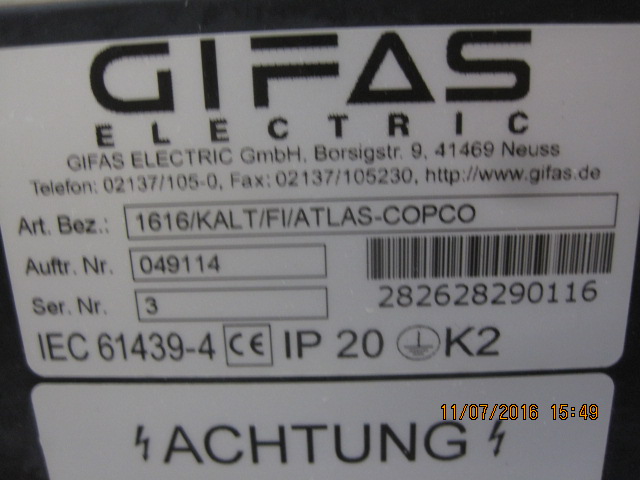 GIFAS
ELECTRIC
GIFAS ELECTRIC GmbH, Borsigstr. 9, 41469 Neuss
Telefon: 02137/105-0, Fax: 02137/105230, http://www.gifas.de
Art. Bez.: 1616/KALT/FI/ATLAS-COPCO
Auftr. Nr. 049114
Ser. Nr. 3
282628290116
IEC 61439-4 CE IP 20 K2
11/07/2016 15:49
ACHTUNG